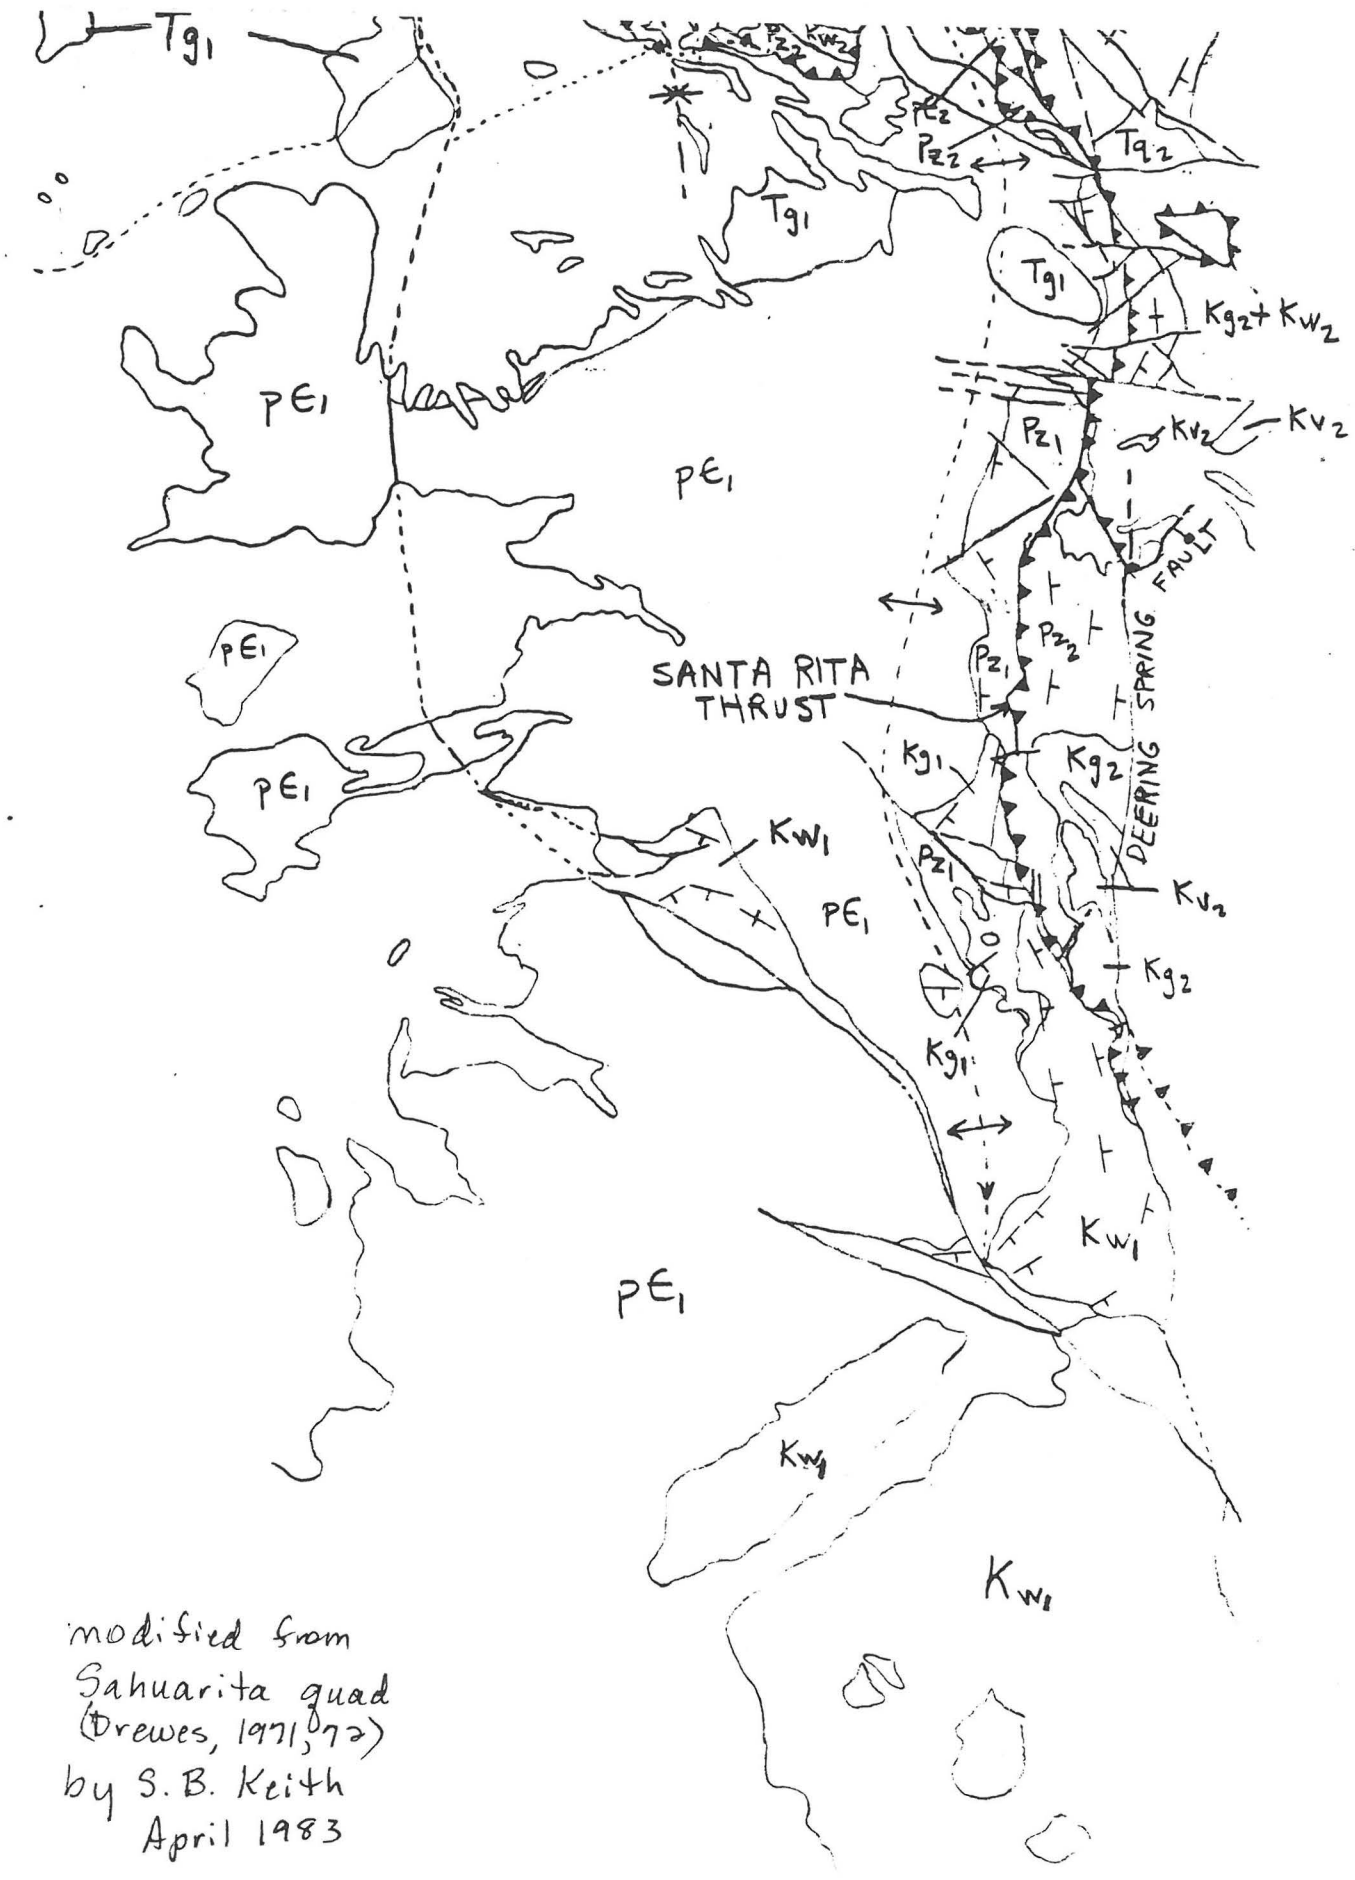 Tg₁
Pz₂
Kw₂
pЄ₂
Pz₂
Tg₂
Tg₁
Tg₁
Kg₂+ Kw₂
pЄ₁
Pz₁
Kv₂
Kv₂
pЄ₁
FAULT
pЄ₁
Pz₁
Pz₂
SPRING
SANTA RITA
THRUST
Kg₁
Kg₂
DEERING
pЄ₁
Kw₁
Pz₁
Kv₂
pЄ₁
Kg₂
Kg₁
Kw₁
pЄ₁
Kw₁
Kw₁
modified from
Sahuarita quad
(Drewes, 1971,72)
by S. B. Keith
April 1983